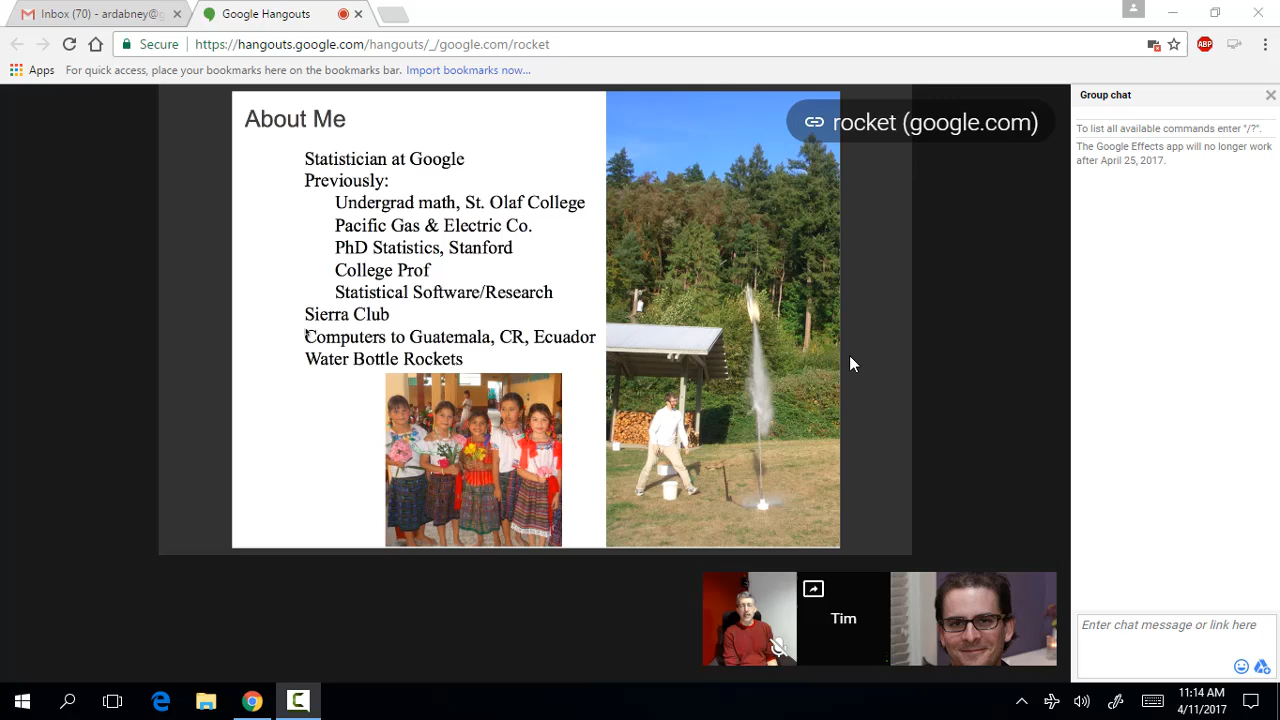 Inbox (70) - ardabney@g
Google Hangouts
Secure
https://hangouts.google.com/hangouts/_/google.com/rocket
ABP
Apps
For quick access, place your bookmarks here on the bookmarks bar. Import bookmarks now...
About Me
rocket (google.com)
Statistician at Google
Previously:
Undergrad math, St. Olaf College
Pacific Gas & Electric Co.
PhD Statistics, Stanford
College Prof
Statistical Software/Research
Sierra Club
Computers to Guatemala, CR, Ecuador
Water Bottle Rockets
Group chat
To list all available commands enter "/?".
The Google Effects app will no longer work
after April 25, 2017.
Tim
Enter chat message or link here
11:14 AM
4/11/2017